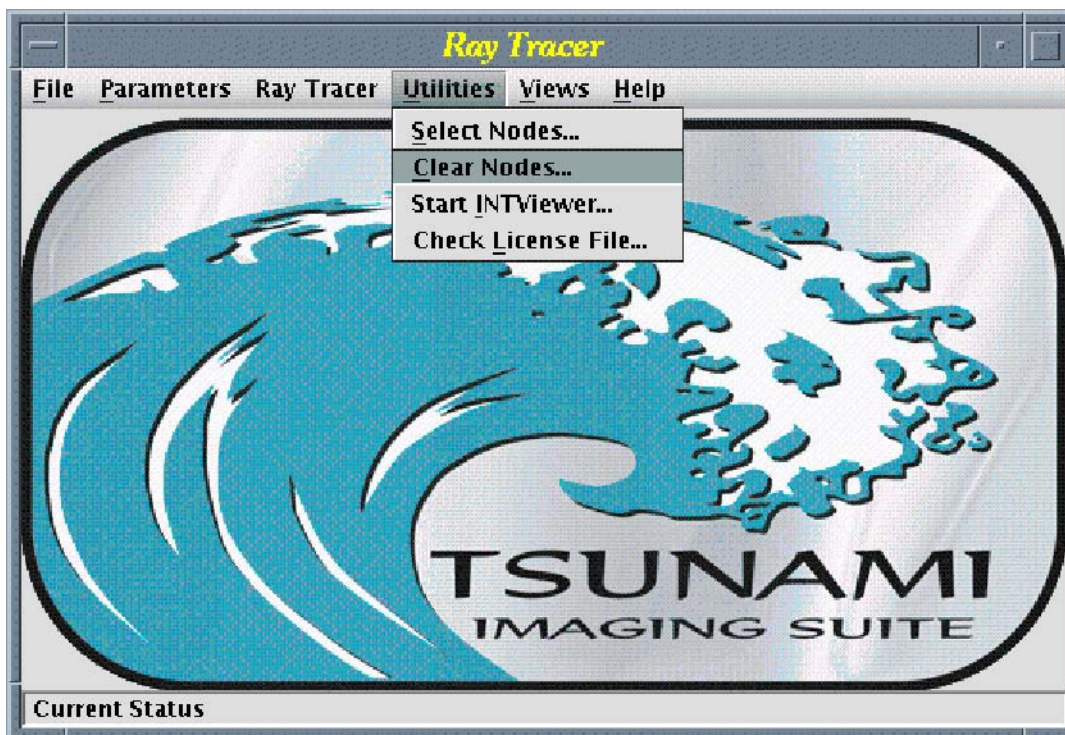 Ray Tracer
File Parameters Ray Tracer Utilities Views Help
Select Nodes...
Clear Nodes...
Start INTViewer...
Check License File...
TSUNAMI
IMAGING SUITE
Current Status